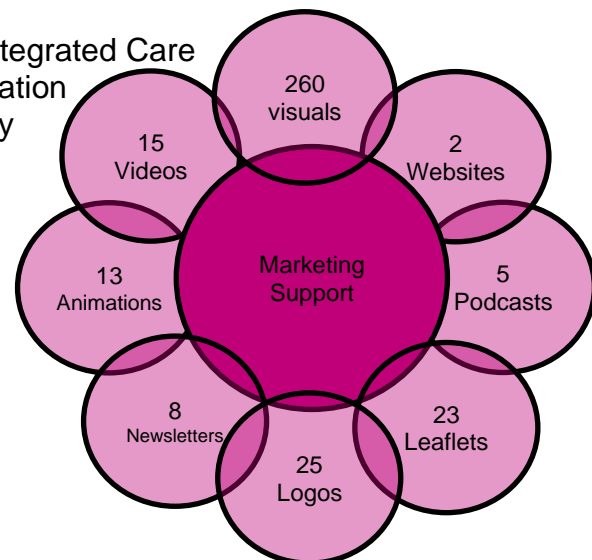 tegrated Care
ation
y
260
visuals
15
Videos
2
Websites
13
Animations
Marketing
Support
5
Podcasts
8
Newsletters
23
Leaflets
25
Logos